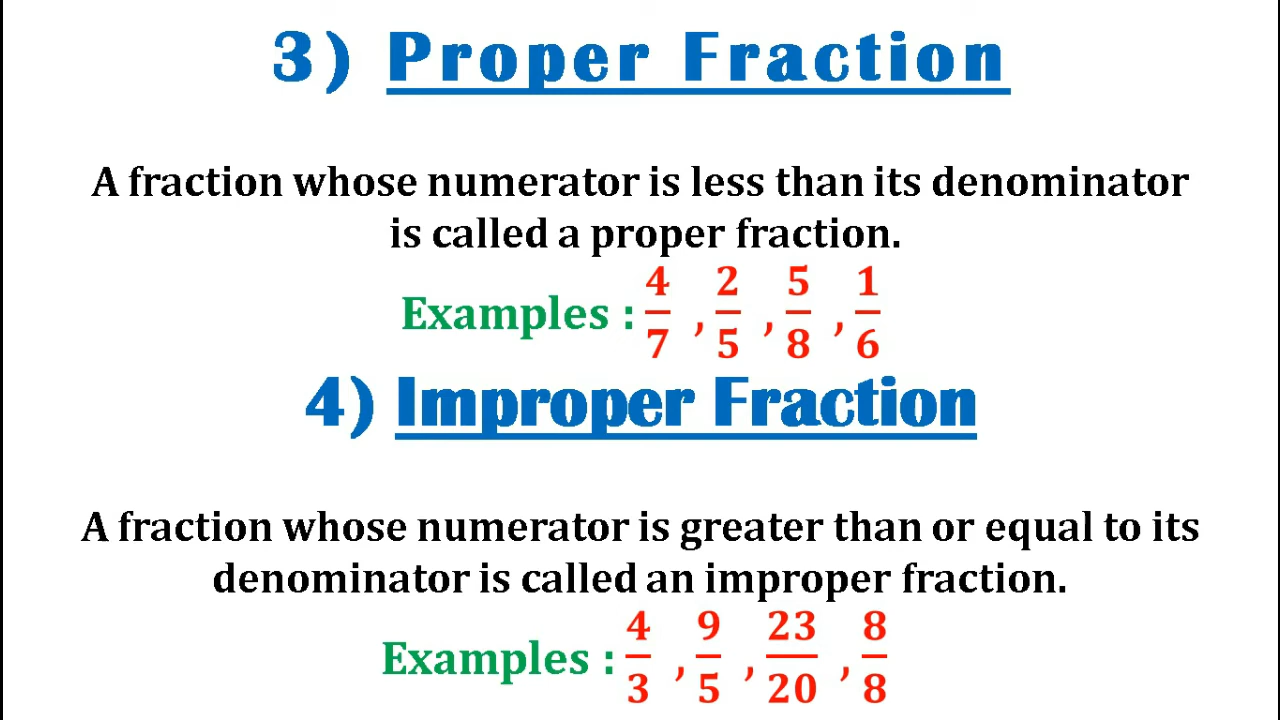 3) Proper Fraction
A fraction whose numerator is less than its denominator
is called a proper fraction.
Examples : 4/7 , 2/5 , 5/8 , 1/6
4) Improper Fraction
A fraction whose numerator is greater than or equal to its
denominator is called an improper fraction.
Examples : 4/3 , 9/5 , 23/20 , 8/8